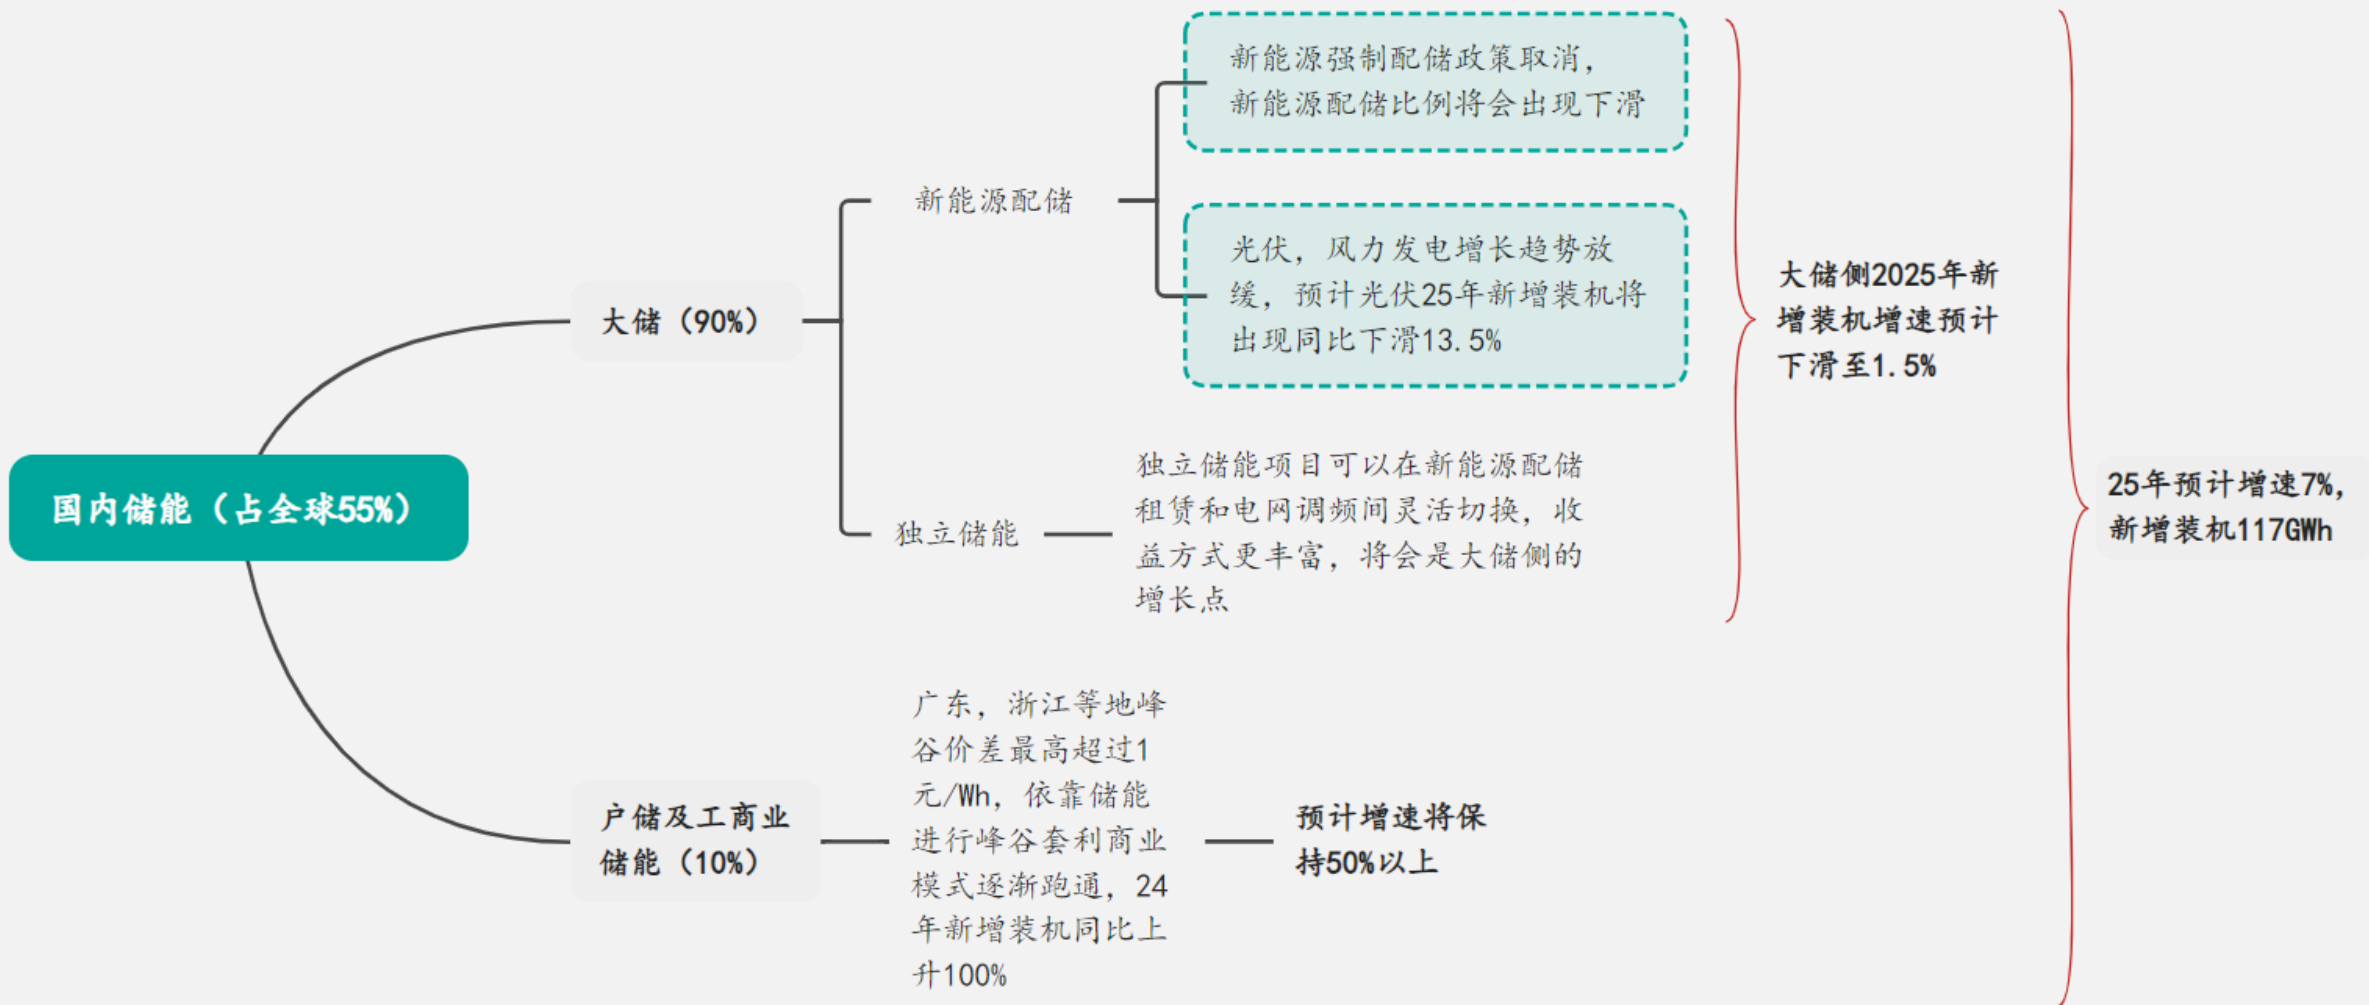 新能源强制配储政策取消，
新能源配储比例将会出现下滑
新能源配储
光伏，风力发电增长趋势放
缓，预计光伏25年新增装机将
出现同比下滑13.5%
大储（90%）
大储侧2025年新
增装机增速预计
下滑至1.5%
国内储能（占全球55%）
独立储能
独立储能项目可以在新能源配储
租赁和电网调频间灵活切换，收
益方式更丰富，将会是大储侧的
增长点
25年预计增速7%，
新增装机117GWh
户储及工商业
储能（10%）
广东，浙江等地峰
谷价差最高超过1
元/Wh，依靠储能
进行峰谷套利商业
模式逐渐跑通，24
年新增装机同比上
升100%
预计增速将保
持50%以上